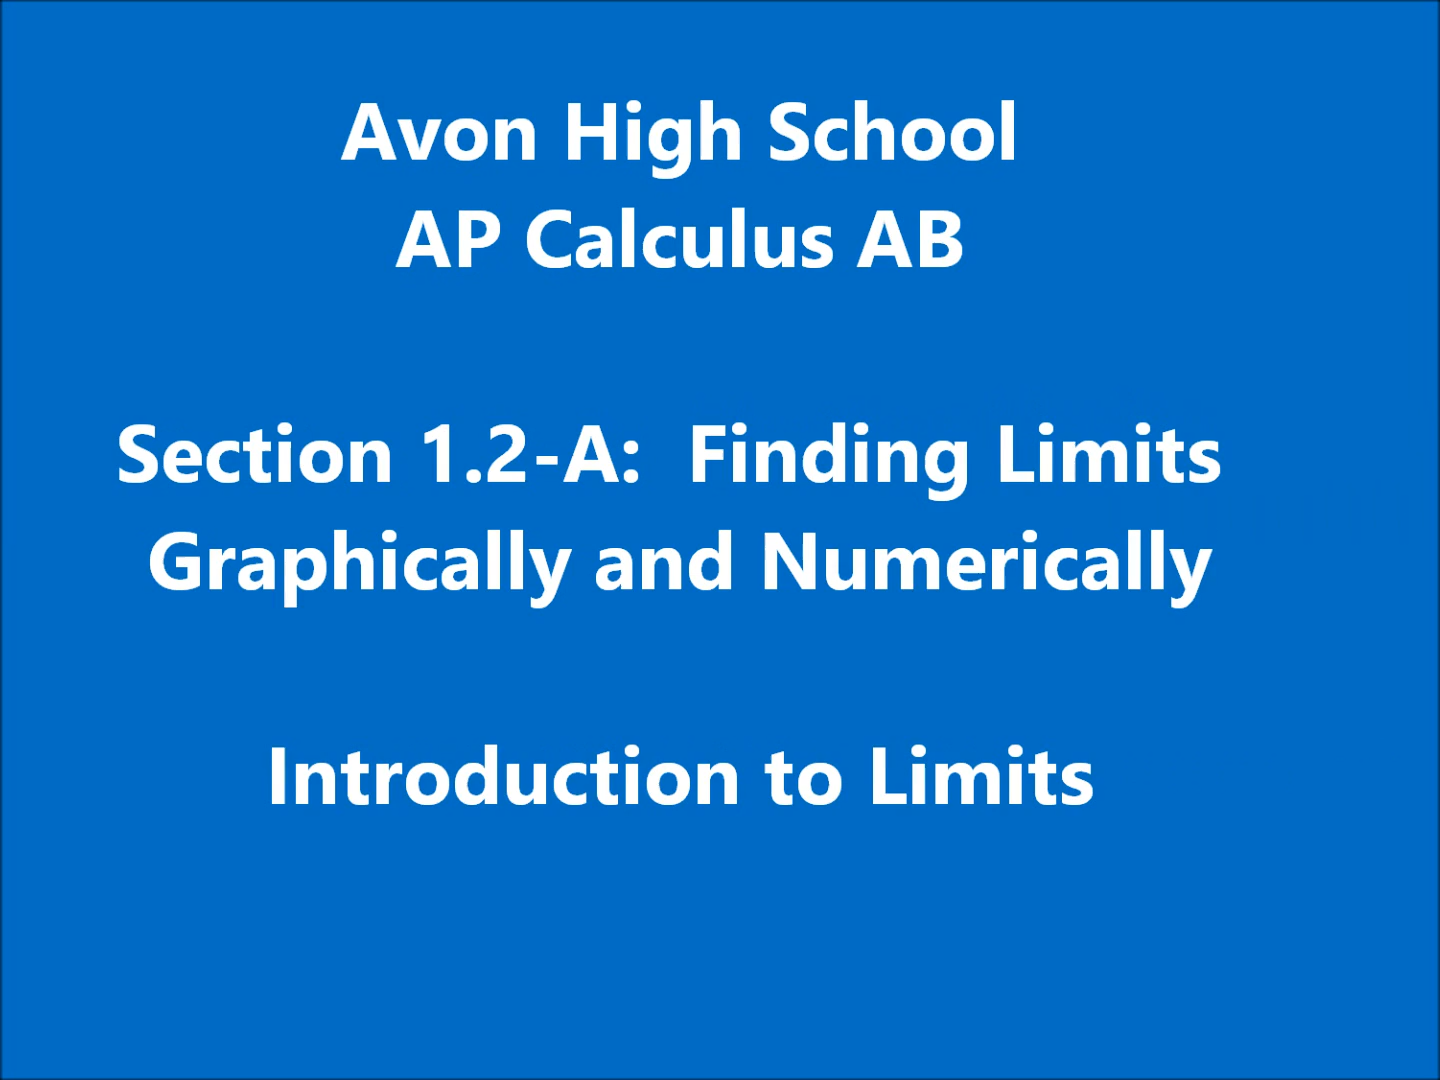 Avon High School
AP Calculus AB
Section 1.2-A:  Finding Limits
Graphically and Numerically
Introduction to Limits